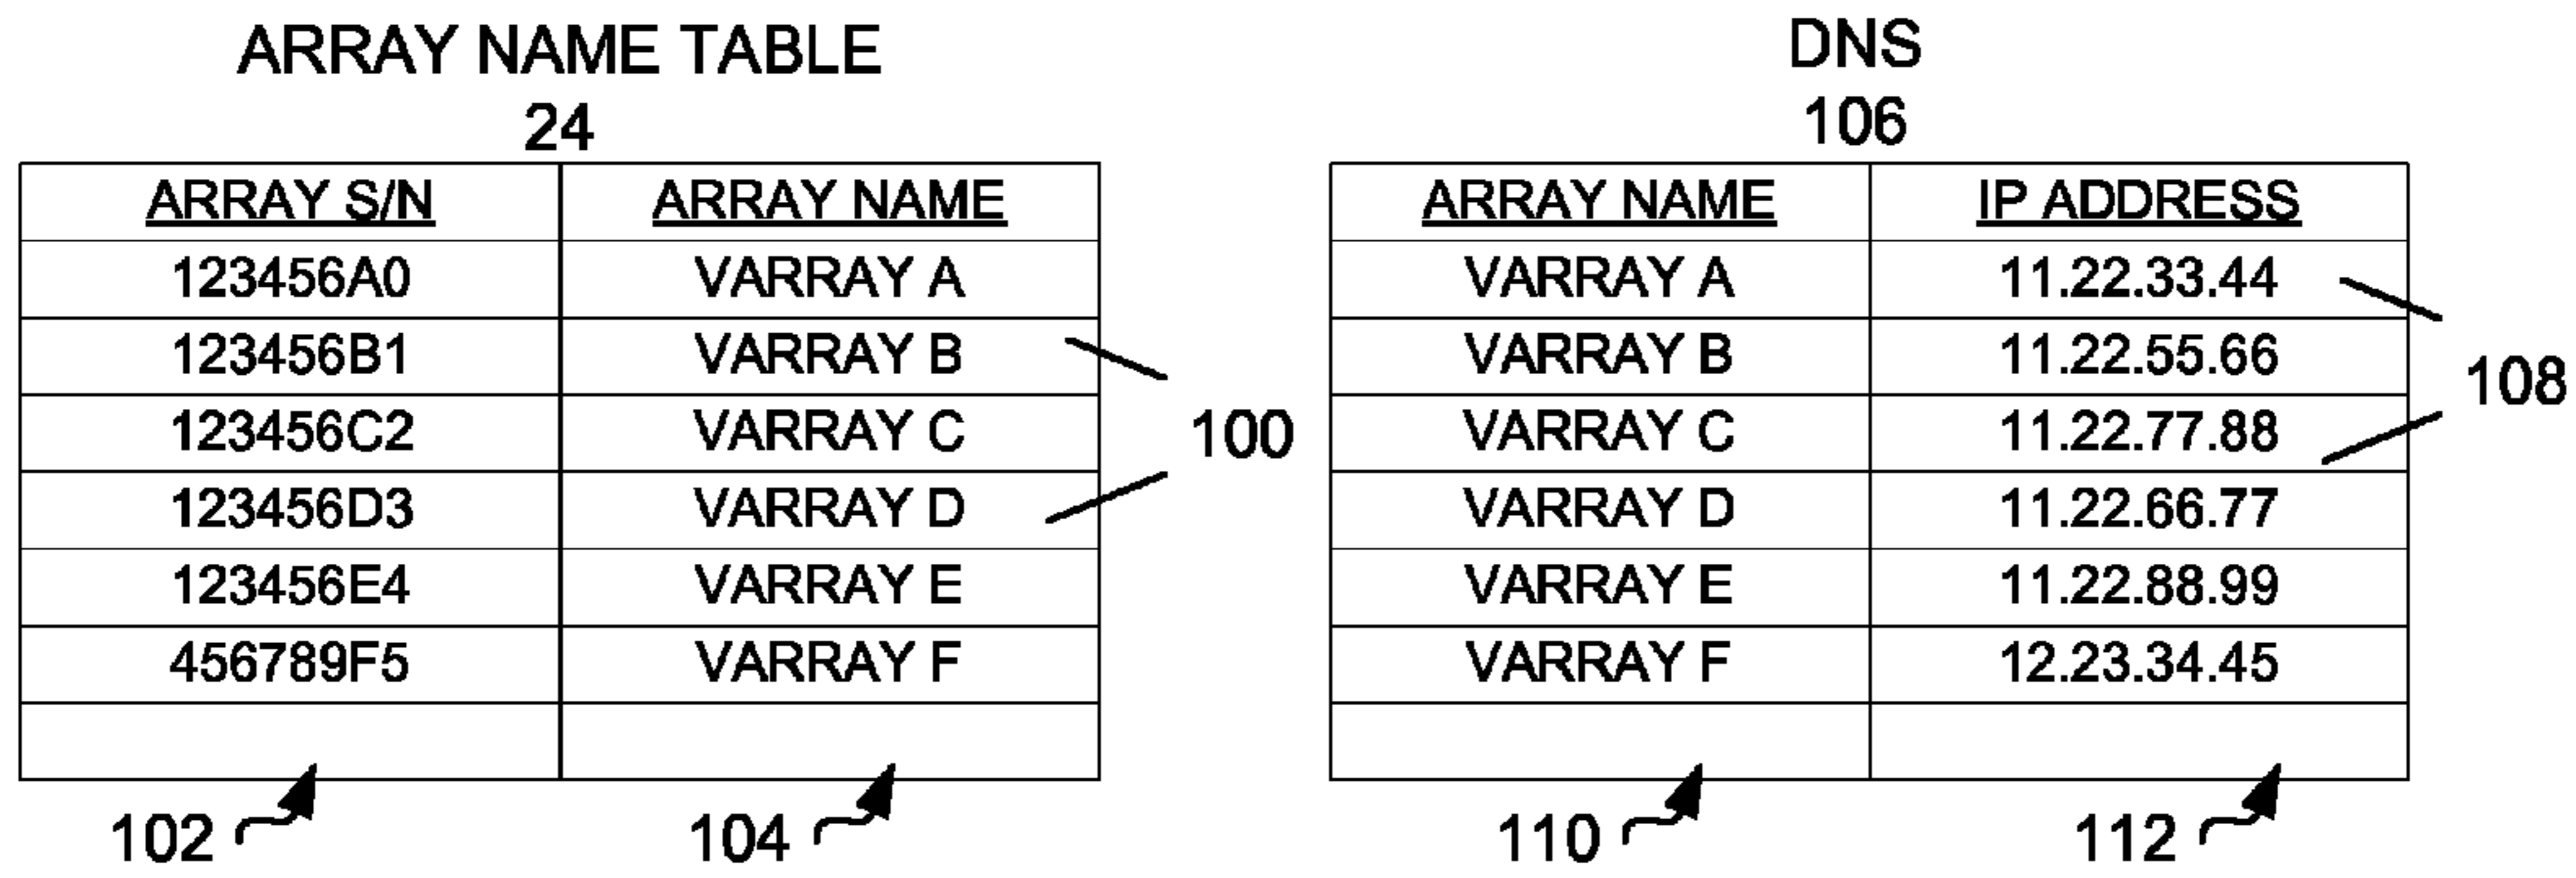 ARRAY NAME TABLE
24
ARRAY S/N ARRAY NAME
123456A0 VARRAY A
123456B1 VARRAY B
123456C2 VARRAY C
123456D3 VARRAY D
123456E4 VARRAY E
456789F5 VARRAY F
100
102 104
DNS
106
ARRAY NAME IP ADDRESS
VARRAY A 11.22.33.44
VARRAY B 11.22.55.66
VARRAY C 11.22.77.88
VARRAY D 11.22.66.77
VARRAY E 11.22.88.99
VARRAY F 12.23.34.45
108
110 112